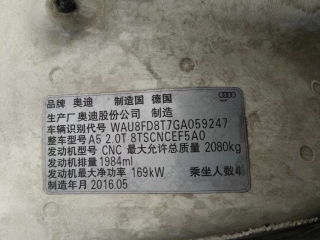 品牌 奥迪 制造国 德国
生产厂 奥迪股份公司 制造
车辆识别代号 WAU8FD8T7GA059247
整车型号 A5 2.0T 8TSCNCEF5A0
发动机型号 CNC 最大允许总质量 2080kg
发动机排量 1984ml
发动机最大净功率 169kW 乘坐人数4
制造年月 2016.05